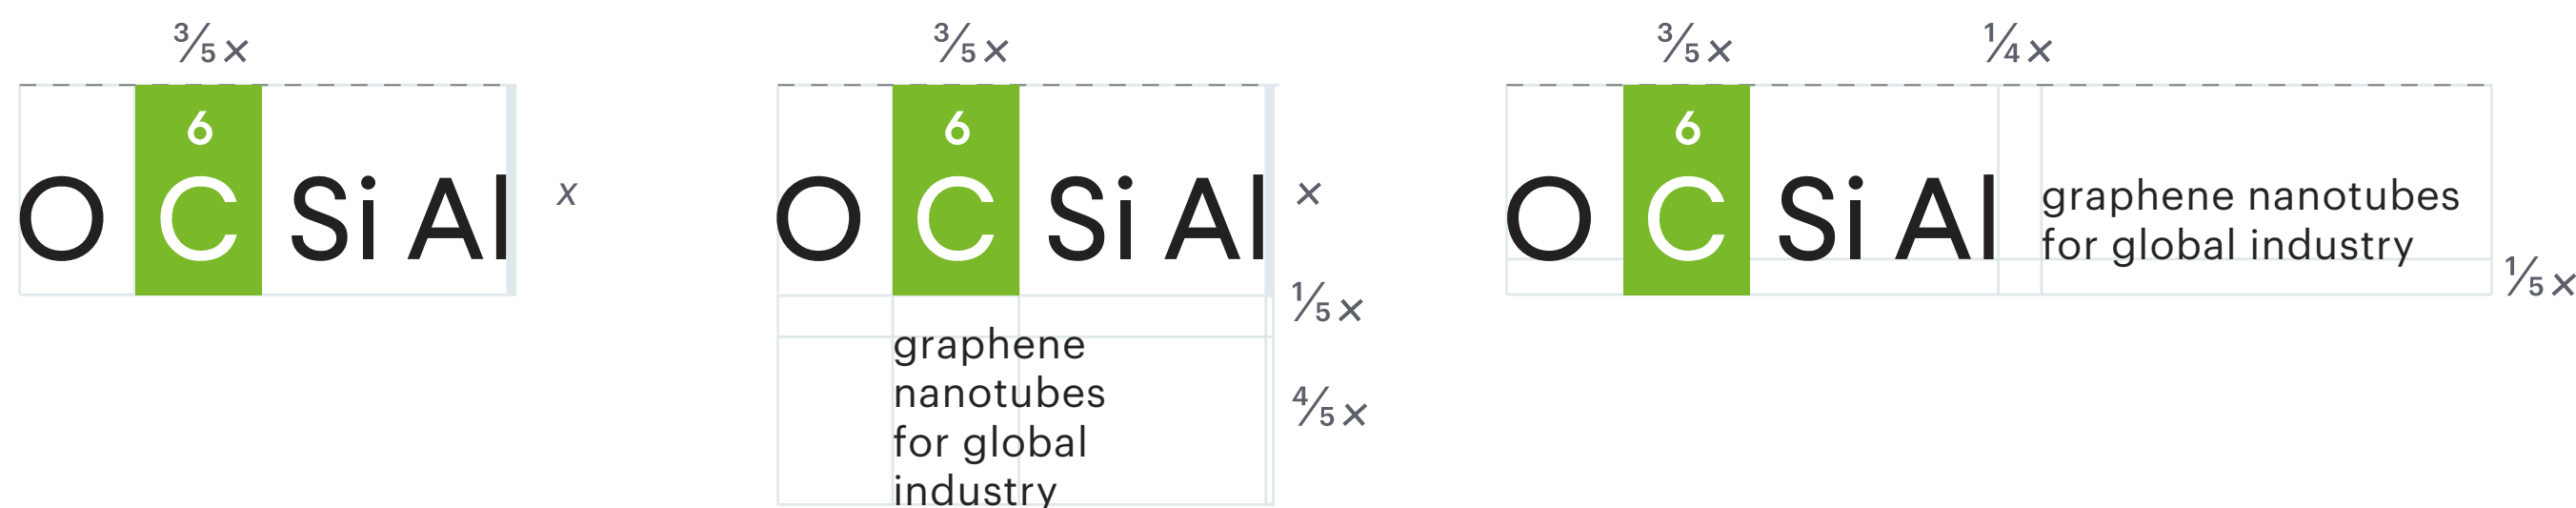 3/5 x
6
O C Si Al
x
3/5 x
6
O C Si Al
x
1/5 x
graphene
nanotubes
for global
industry
4/5 x
3/5 x
1/4 x
6
O C Si Al
graphene nanotubes
for global industry
1/5 x